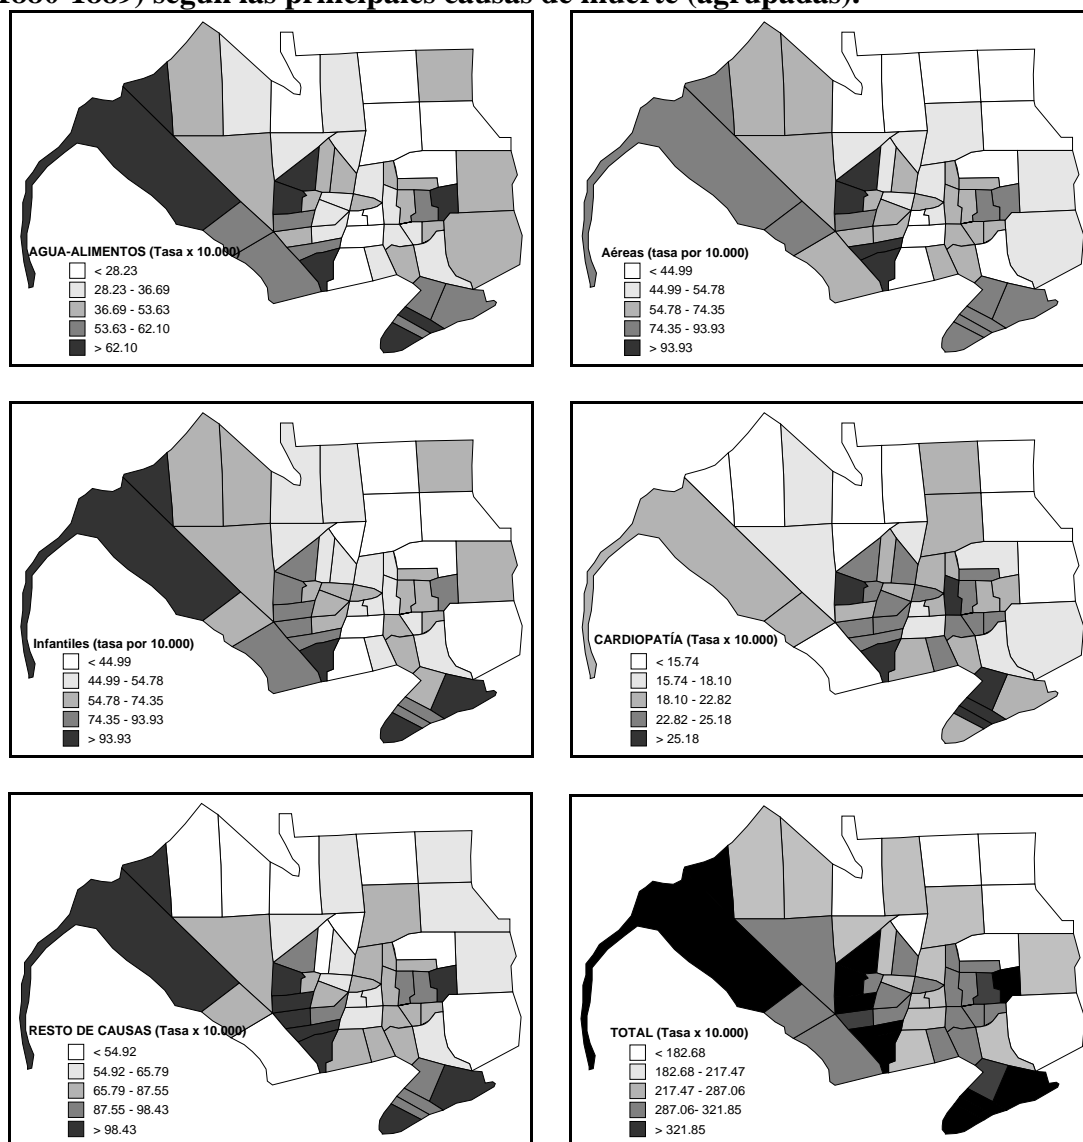 1880-1889) según las principales causas de muerte (agrupadas).
AGUA-ALIMENTOS (Tasa x 10.000)
< 28.23
28.23 - 36.69
36.69 - 53.63
53.63 - 62.10
> 62.10
Aéreas (tasa por 10.000)
< 44.99
44.99 - 54.78
54.78 - 74.35
74.35 - 93.93
> 93.93
Infantiles (tasa por 10.000)
< 44.99
44.99 - 54.78
54.78 - 74.35
74.35 - 93.93
> 93.93
CARDIOPATÍA (Tasa x 10.000)
< 15.74
15.74 - 18.10
18.10 - 22.82
22.82 - 25.18
> 25.18
RESTO DE CAUSAS (Tasa x 10.000)
< 54.92
54.92 - 65.79
65.79 - 87.55
87.55 - 98.43
> 98.43
TOTAL (Tasa x 10.000)
< 182.68
182.68 - 217.47
217.47 - 287.06
287.06- 321.85
> 321.85